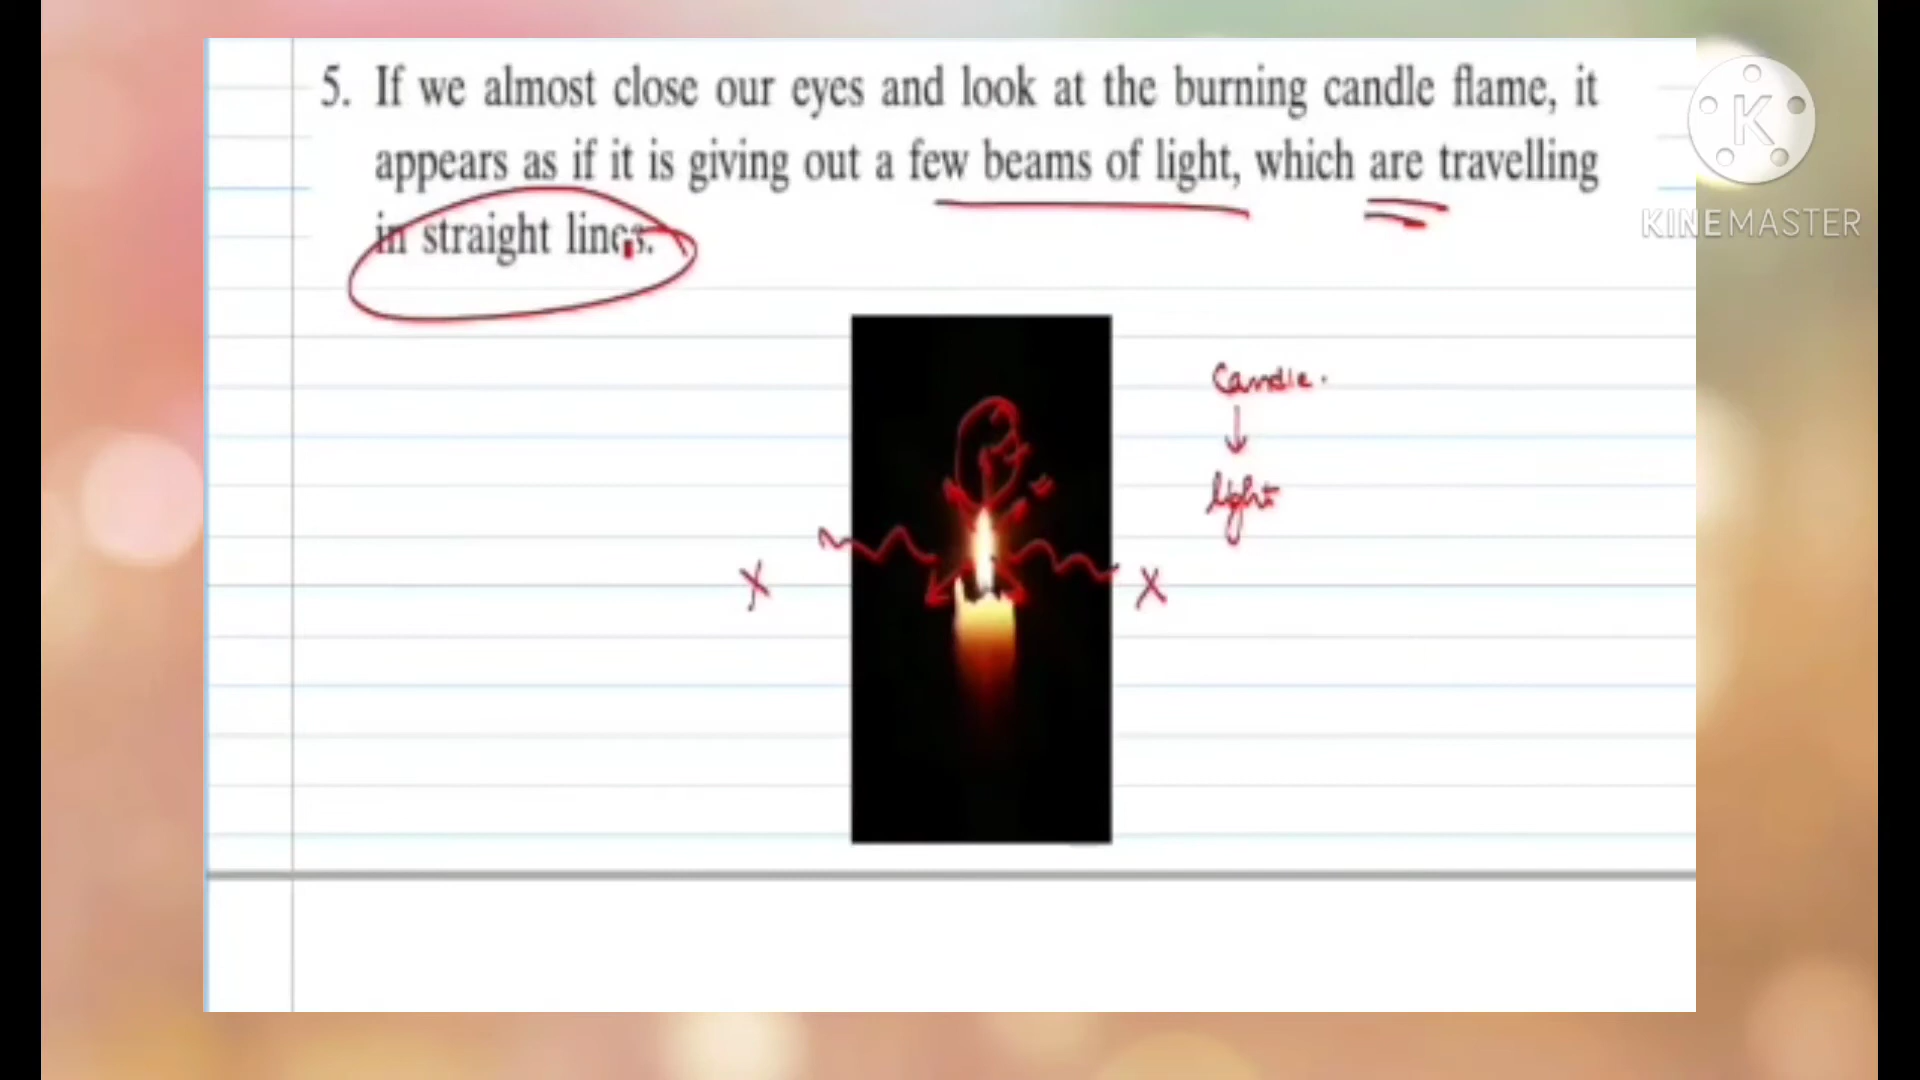 5. If we almost close our eyes and look at the burning candle flame, it
appears as if it is giving out a few beams of light, which are travelling
in straight lines.
K
KINEMASTER
Candle.
light
X
X